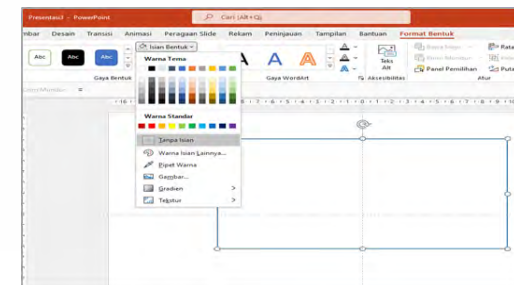 Presentasi3 - PowerPoint
Cari (Alt+Q)
mbar Desain Transisi Animasi Peragaan Slide Rekam Peninjauan Tampilan Bantuan Format Bentuk
Abc Abc Abc
Isian Bentuk
Warna Tema
Warna Standar
Tanpa Isian
Warna Isian Lainnya...
Pipet Warna
Gambar...
Gradien
Tekstur
Gaya Bentuk
A A A
Gaya WordArt
Teks Alt
Aksesibilitas
Panel Pemilihan
Atur